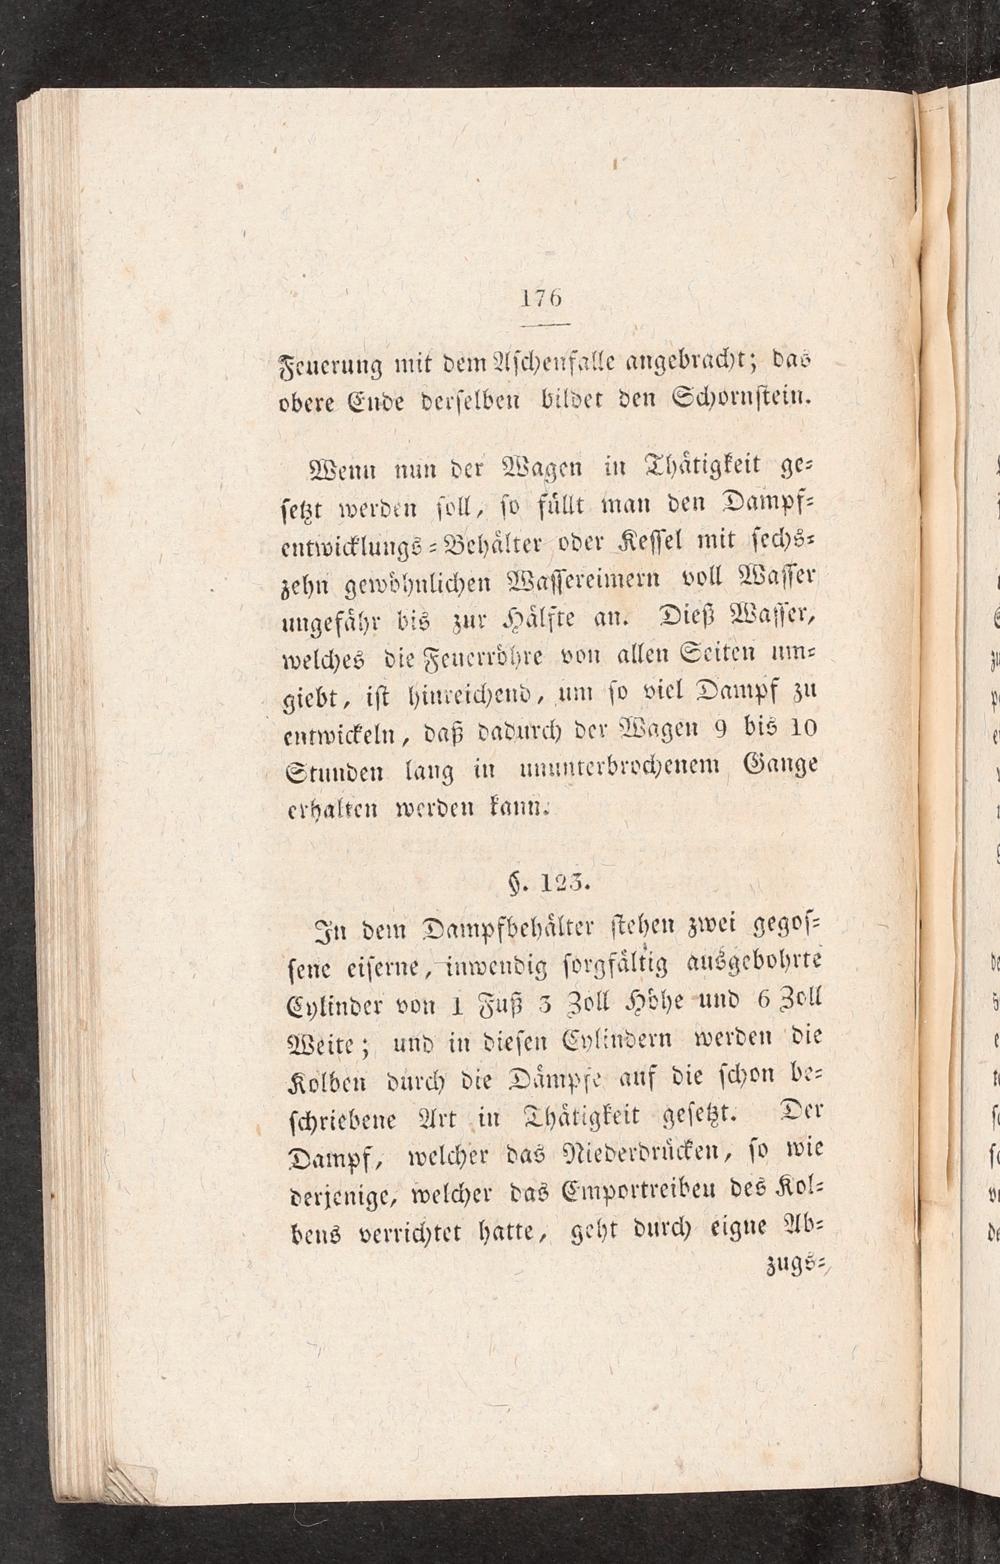 176
Feuerung mit dem Aschenfalle angebracht; das
obere Ende derselben bildet den Schornstein.
Wenn nun der Wagen in Thätigkeit ge=
setzt werden soll, so füllt man den Dampf=
entwicklungs=Behälter oder Kessel mit sechs=
zehn gewöhnlichen Wassereimern voll Wasser
ungefähr bis zur Hälfte an. Dieß Wasser,
welches die Feuerröhre von allen Seiten um=
giebt, ist hinreichend, um so viel Dampf zu
entwickeln, daß dadurch der Wagen 9 bis 10
Stunden lang in ununterbrochenem Gange
erhalten werden kann.
§. 123.
In dem Dampfbehälter stehen zwei gegos=
sene eiserne, inwendig sorgfältig ausgebohrte
Cylinder von 1 Fuß 3 Zoll Höhe und 6 Zoll
Weite; und in diesen Cylindern werden die
Kolben durch die Dämpfe auf die schon be=
schriebene Art in Thätigkeit gesetzt. Der
Dampf, welcher das Niederdrücken, so wie
derjenige, welcher das Emportreiben des Kol=
bens verrichtet hatte, geht durch eigne Ab=
zugs=